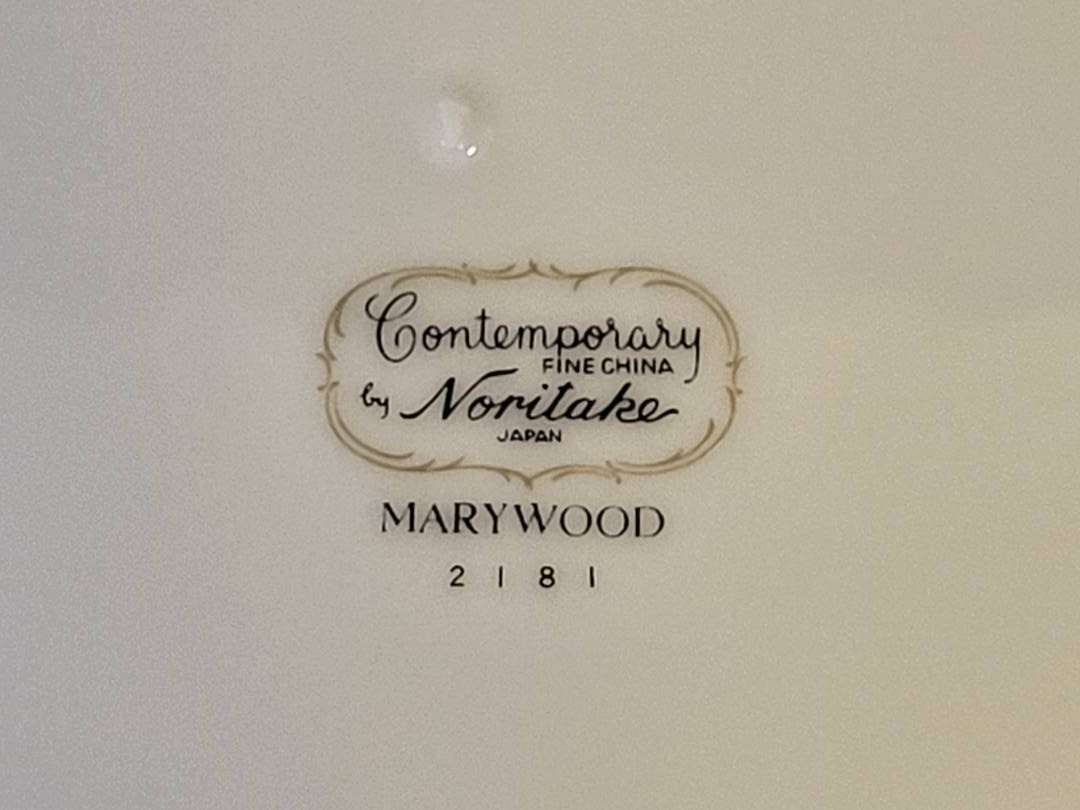 Contemporary
FINE CHINA
by Noritake
JAPAN
MARYWOOD
2181